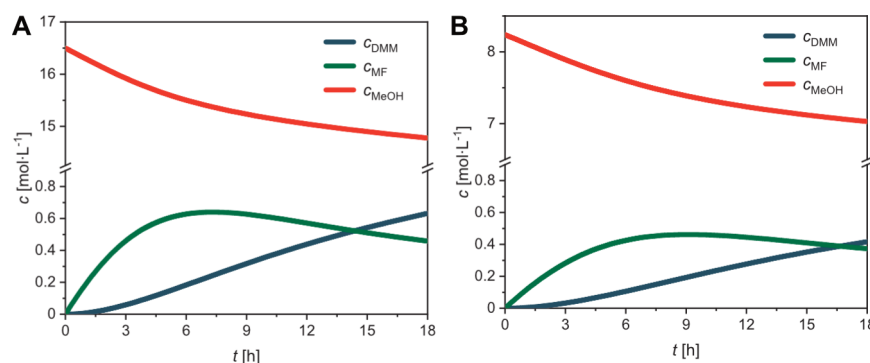 A
17
16
15
0.8
0.6
0.4
0.2
0
c [mol·L⁻¹]
0 3 6 9 12 15 18
t [h]
c_DMM
c_MF
c_MeOH
B
8
7
0.8
0.6
0.4
0.2
0
c [mol·L⁻¹]
0 3 6 9 12 15 18
t [h]
c_DMM
c_MF
c_MeOH